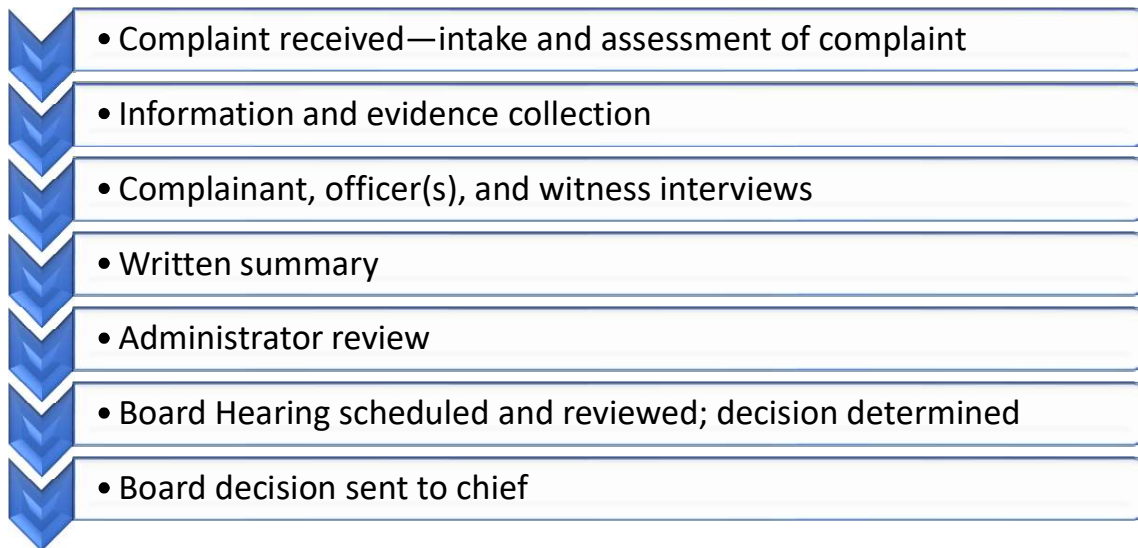 • Complaint received—intake and assessment of complaint
• Information and evidence collection
• Complainant, officer(s), and witness interviews
• Written summary
• Administrator review
• Board Hearing scheduled and reviewed; decision determined
• Board decision sent to chief